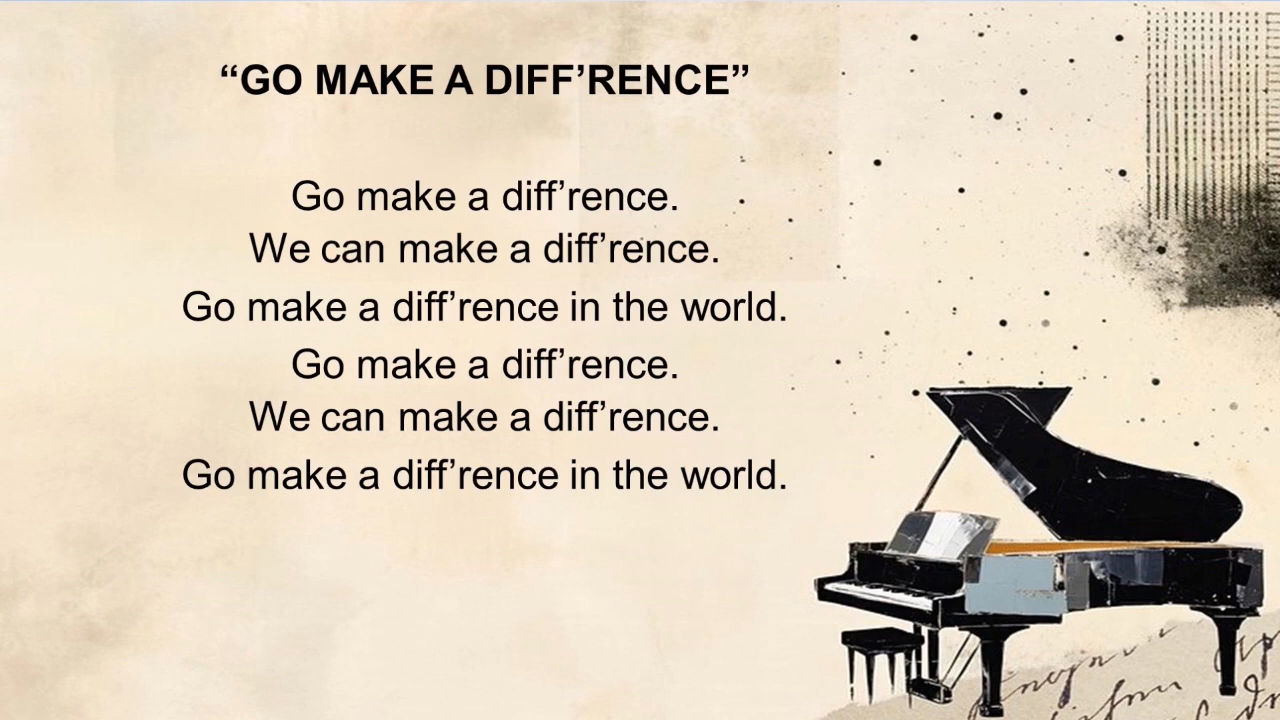 “GO MAKE A DIFF’RENCE”
Go make a diff’rence.
We can make a diff’rence.
Go make a diff’rence in the world.
Go make a diff’rence.
We can make a diff’rence.
Go make a diff’rence in the world.